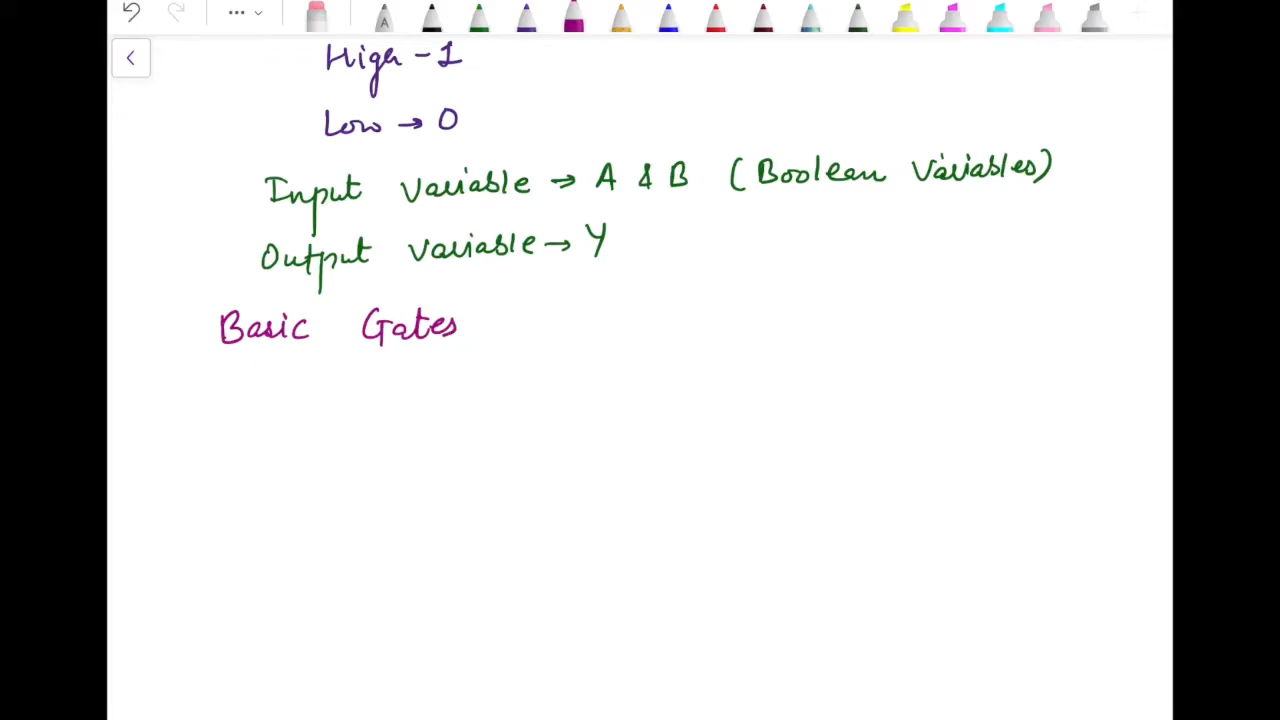 High - 1
Low → 0
Input Variable → A & B (Boolean Variables)
Output Variable → Y
Basic Gates